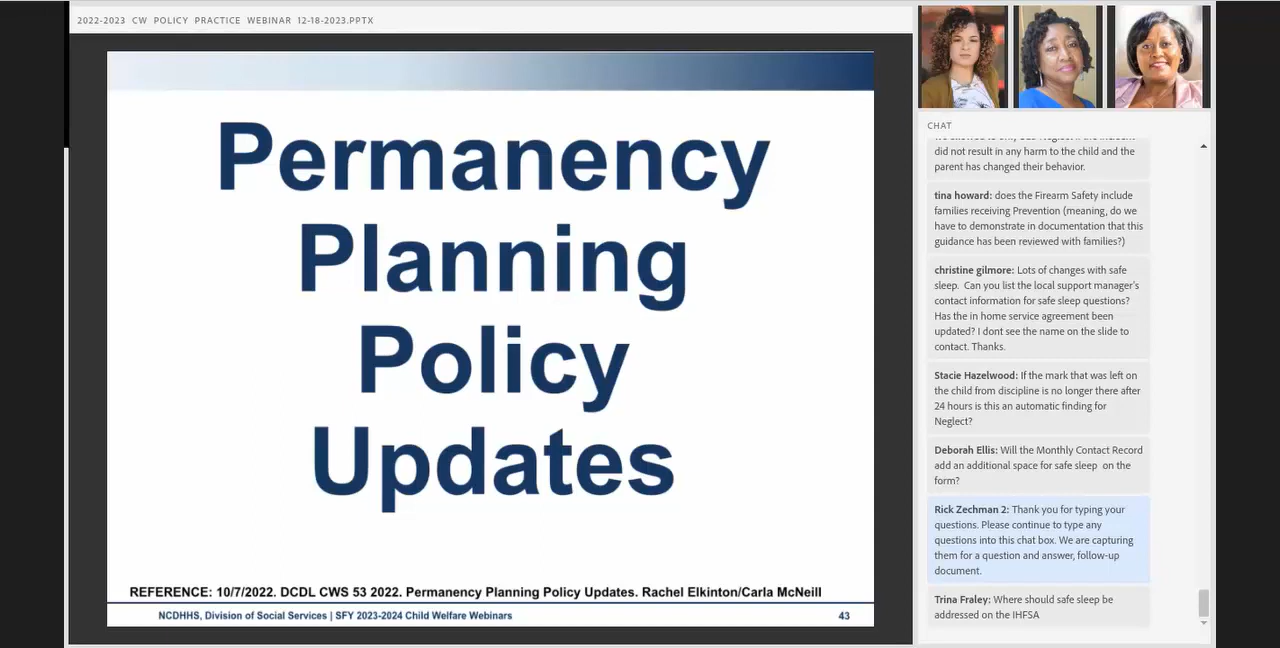 2022-2023 CW POLICY PRACTICE WEBINAR 12-18-2023.PPTX
Permanency
Planning
Policy
Updates
REFERENCE: 10/7/2022. DCDL CWS 53 2022. Permanency Planning Policy Updates. Rachel Elkinton/Carla McNeill
NCDHHS, Division of Social Services | SFY 2023-2024 Child Welfare Webinars
43
CHAT
did not result in any harm to the child and the
parent has changed their behavior.
tina howard: does the Firearm Safety include
families receiving Prevention (meaning, do we
have to demonstrate in documentation that this
guidance has been reviewed with families?)
christine gilmore: Lots of changes with safe
sleep. Can you list the local support manager's
contact information for safe sleep questions?
Has the in home service agreement been
updated? I dont see the name on the slide to
contact. Thanks.
Stacie Hazelwood: If the mark that was left on
the child from discipline is no longer there after
24 hours is this an automatic finding for
Neglect?
Deborah Ellis: Will the Monthly Contact Record
add an additional space for safe sleep on the
form?
Rick Zechman 2: Thank you for typing your
questions. Please continue to type any
questions into this chat box. We are capturing
them for a question and answer, follow-up
document.
Trina Fraley: Where should safe sleep be
addressed on the IHFSA